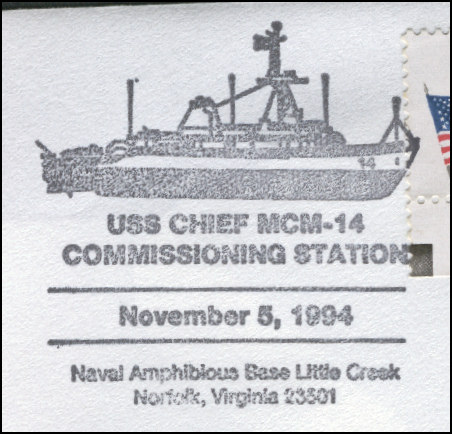 14
USS CHIEF MCM-14
COMMISSIONING STATION
November 5, 1994
Naval Amphibious Base Little Creek
Norfolk, Virginia 23501